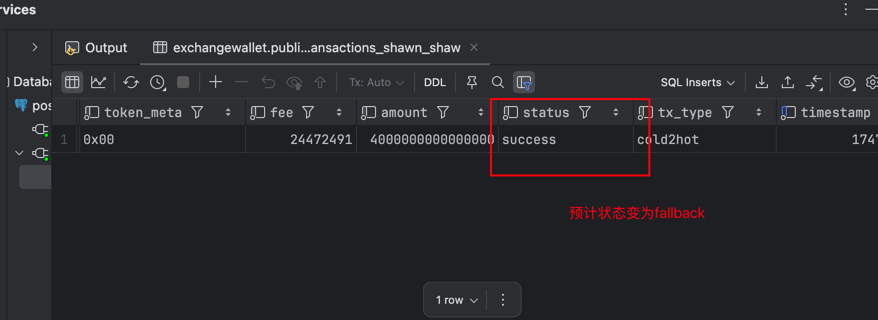 rvices
Output
exchangewallet.publi...ansactions_shawn_shaw
Databa
Tx: Auto
DDL
SQL Inserts
pos
token_meta fee amount status tx_type timestamp
1 0x00 24472491 4000000000000000 success cold2hot 1747
预计状态变为fallback
1 row